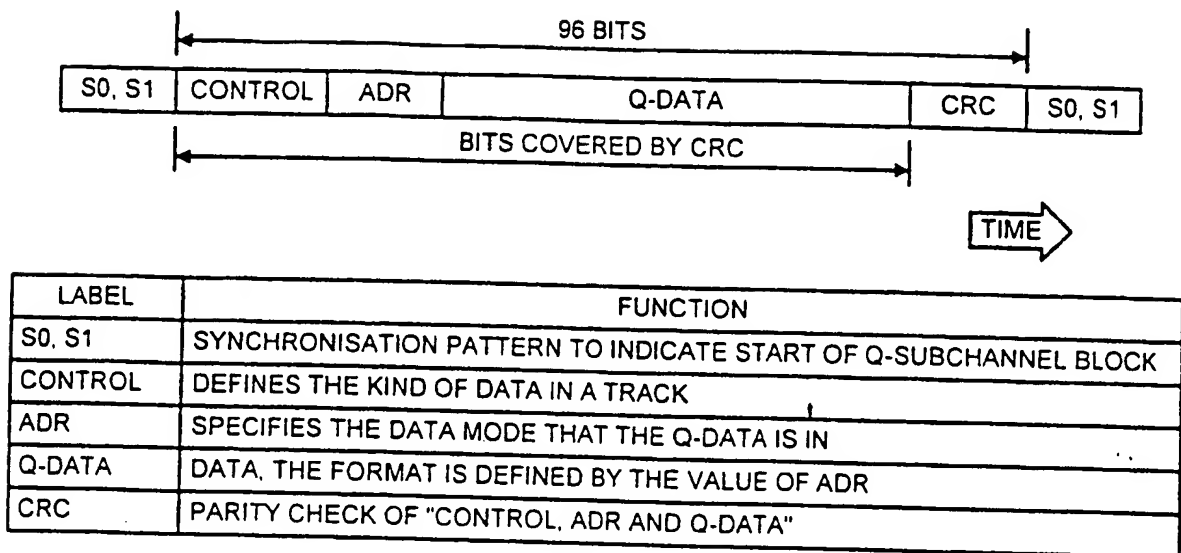 96 BITS
S0, S1 CONTROL ADR Q-DATA CRC S0, S1
BITS COVERED BY CRC
TIME
LABEL FUNCTION
S0, S1 SYNCHRONISATION PATTERN TO INDICATE START OF Q-SUBCHANNEL BLOCK
CONTROL DEFINES THE KIND OF DATA IN A TRACK
ADR SPECIFIES THE DATA MODE THAT THE Q-DATA IS IN
Q-DATA DATA, THE FORMAT IS DEFINED BY THE VALUE OF ADR
CRC PARITY CHECK OF "CONTROL, ADR AND Q-DATA"